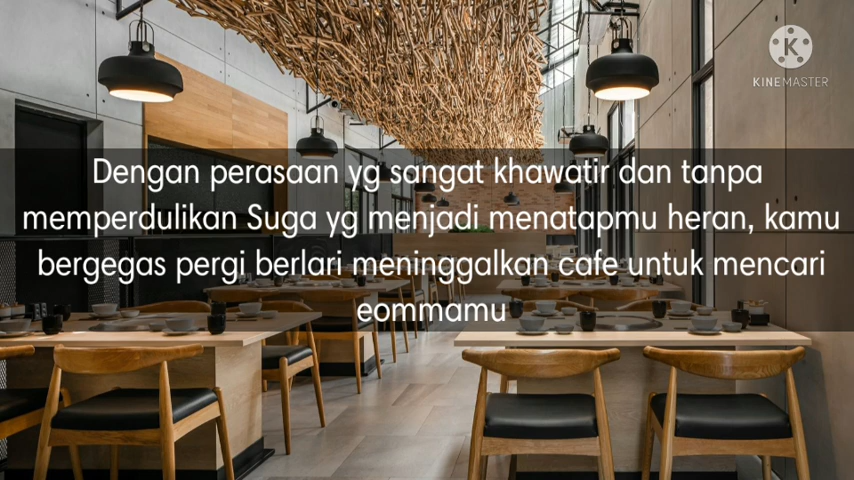 KINEMASTER
Dengan perasaan yg sangat khawatir dan tanpa
memperdulikan Suga yg menjadi menatapmu heran, kamu
bergegas pergi berlari meninggalkan cafe untuk mencari
eommamu